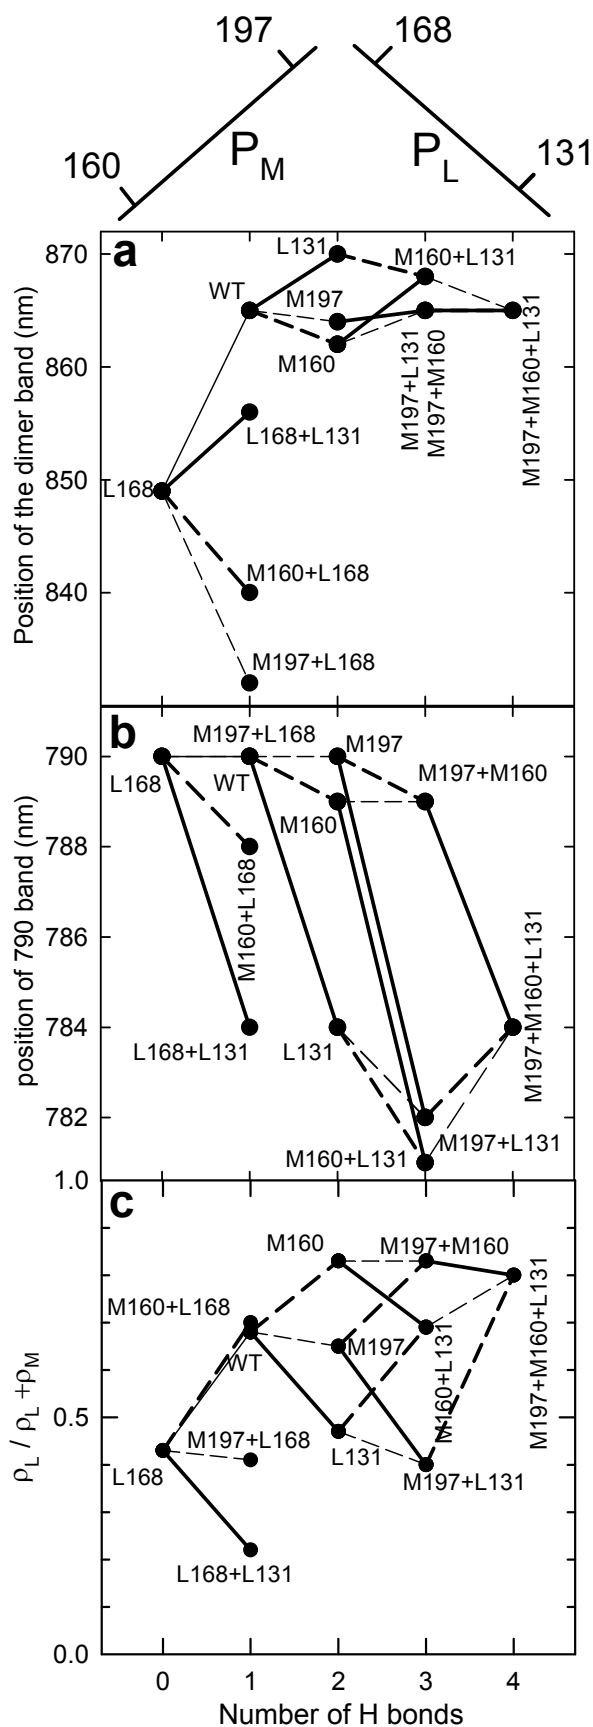 197
168
160
P_M
P_L
131
a
870
860
850
840
Position of the dimer band (nm)
L131
M160+L131
WT
M197
M160
M197+L131
M197+M160
M197+M160+L131
L168+L131
L168
M160+L168
M197+L168
b
790
788
786
784
782
position of 790 band (nm)
M197+L168
M197
L168
WT
M197+M160
M160
M160+L168
M197+M160+L131
L168+L131
L131
M197+L131
M160+L131
c
1.0
0.5
0.0
ρ_L / ρ_L +ρ_M
M160
M197+M160
M160+L168
M197+M160+L131
WT
M197
M160+L131
M197+L168
L168
L131
M197+L131
L168+L131
0 1 2 3 4
Number of H bonds